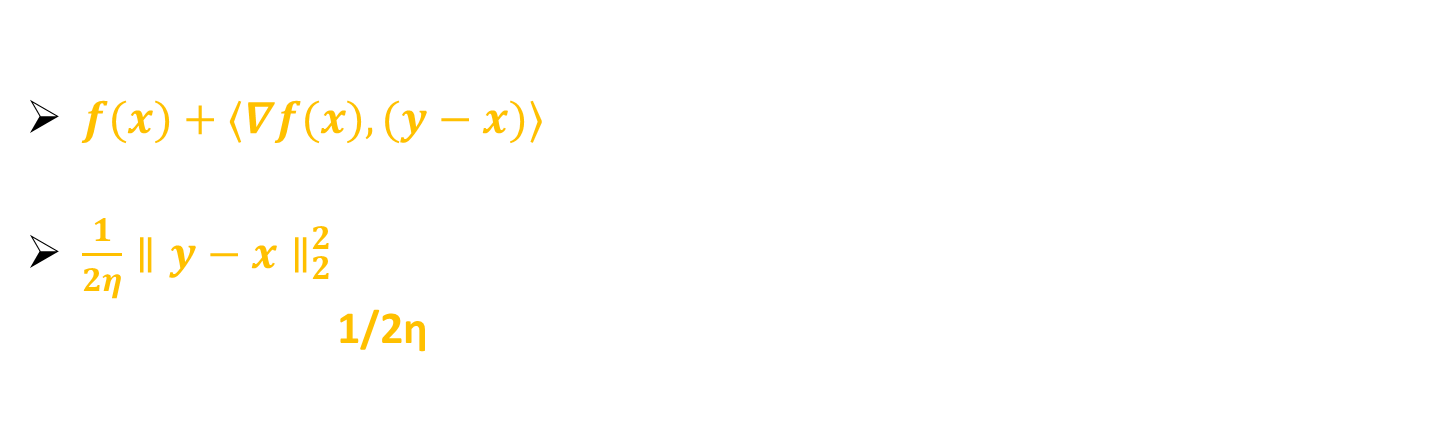 ➢ f(x) + ⟨∇f(x), (y − x)⟩
➢ 1/2η ∥ y − x ∥₂²
1/2η